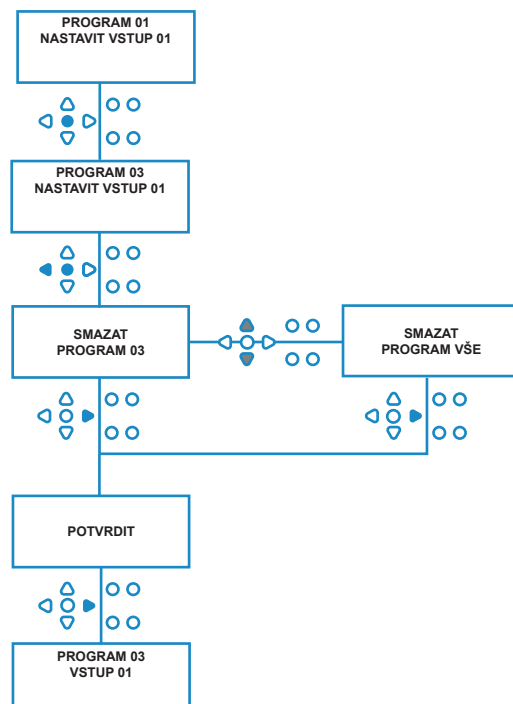 PROGRAM 01
NASTAVIT VSTUP 01
PROGRAM 03
NASTAVIT VSTUP 01
SMAZAT
PROGRAM 03
SMAZAT
PROGRAM VŠE
POTVRDIT
PROGRAM 03
VSTUP 01